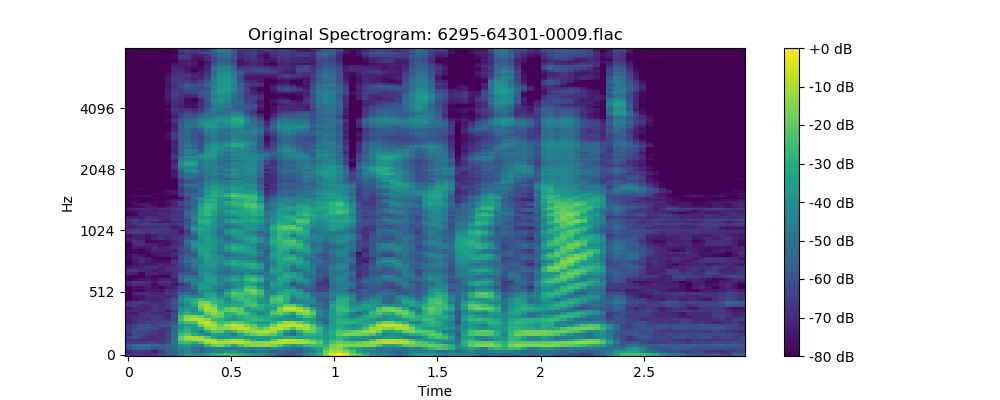 Original Spectrogram: 6295-64301-0009.flac
Hz
4096
2048
1024
512
0
0 0.5 1 1.5 2 2.5
Time
+0 dB
-10 dB
-20 dB
-30 dB
-40 dB
-50 dB
-60 dB
-70 dB
-80 dB